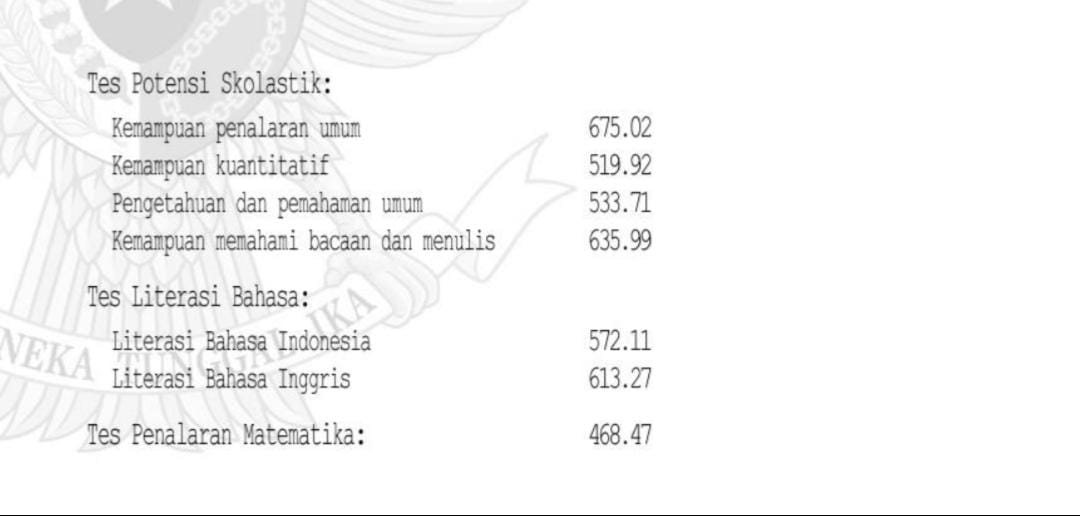 Tes Potensi Skolastik:
Kemampuan penalaran umum 675.02
Kemampuan kuantitatif 519.92
Pengetahuan dan pemahaman umum 533.71
Kemampuan memahami bacaan dan menulis 635.99
Tes Literasi Bahasa:
NEKA TUNGGAL IKA
Literasi Bahasa Indonesia 572.11
Literasi Bahasa Inggris 613.27
Tes Penalaran Matematika: 468.47